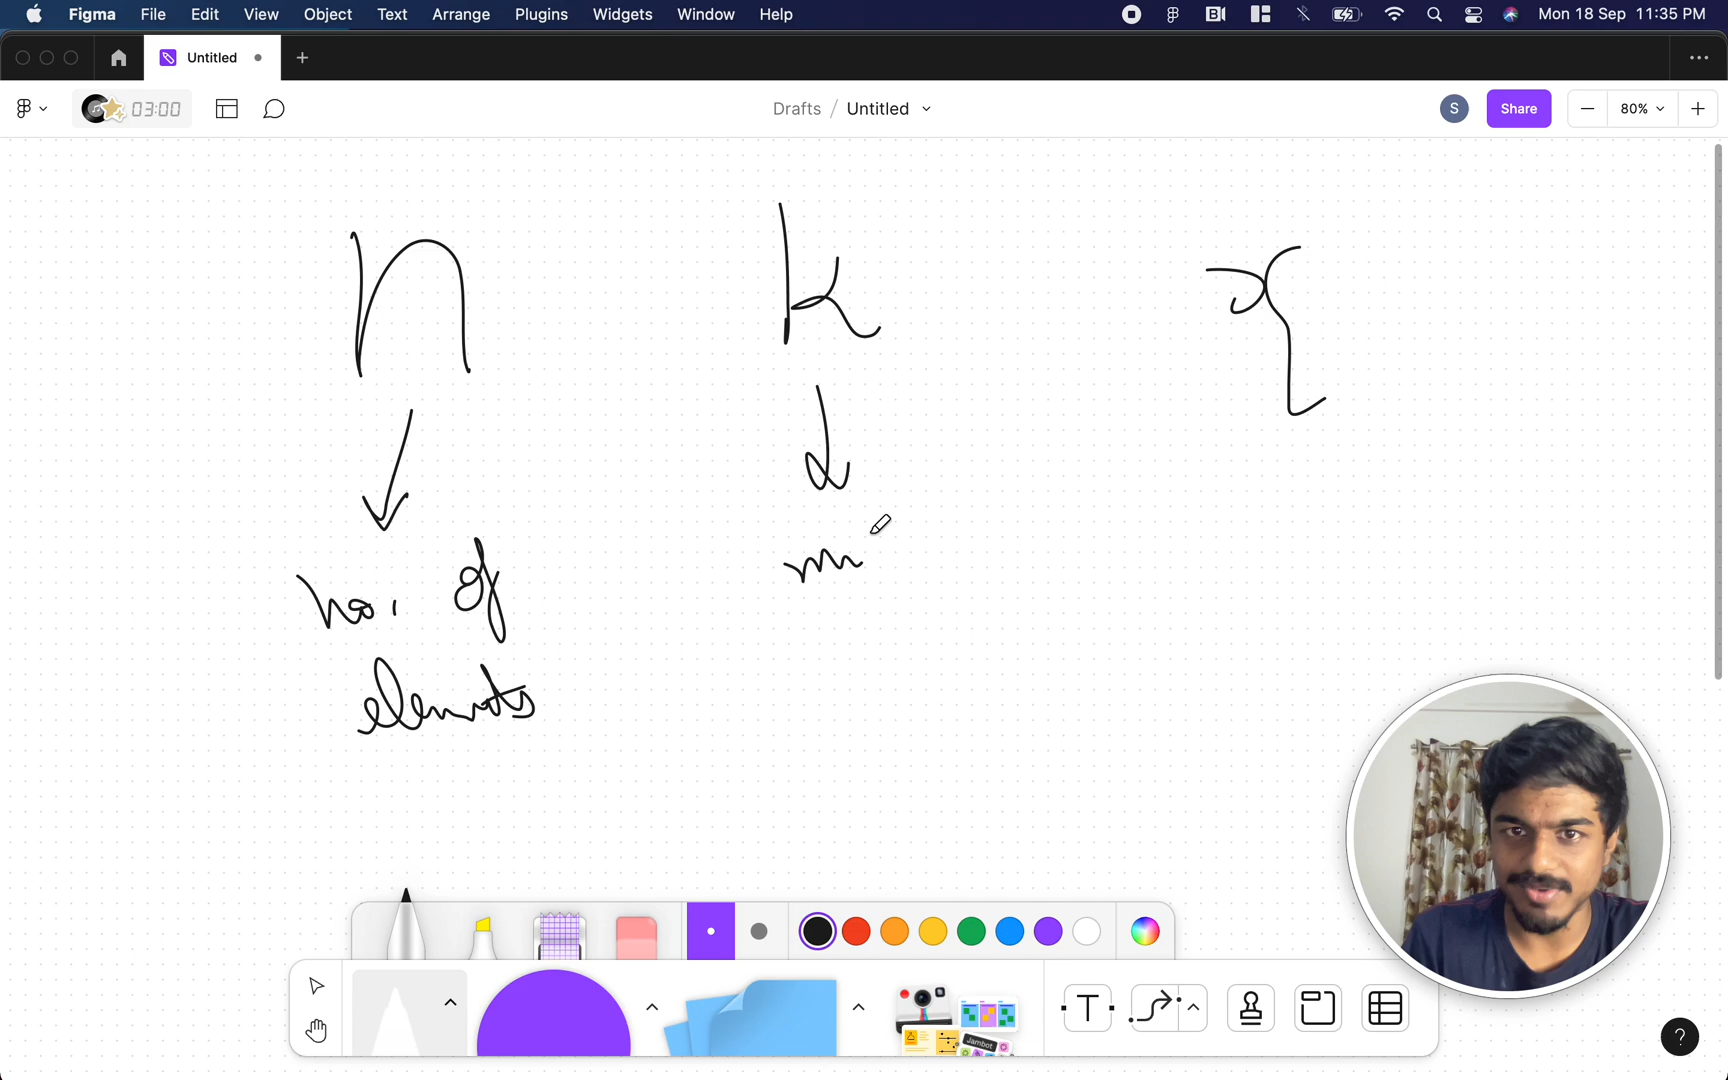 Figma File Edit View Object Text Arrange Plugins Widgets Window Help Mon 18 Sep 11:35 PM
Untitled
03:00 Drafts / Untitled S Share 80%
n k x
no. of
elements
Jambot
T
?